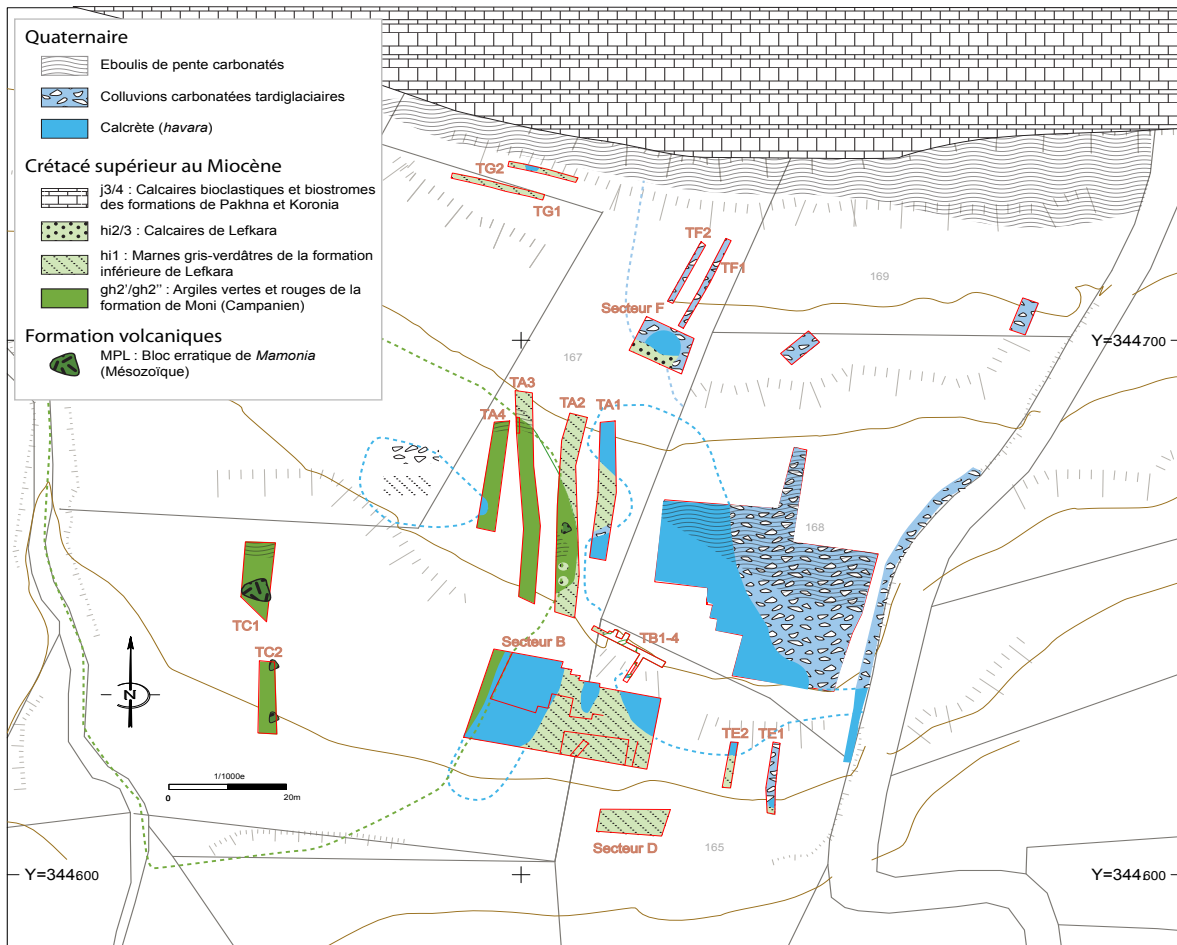 Quaternaire
Eboulis de pente carbonatés
Colluvions carbonatées tardiglaciaires
Calcrète (havara)
Crétacé supérieur au Miocène
j3/4 : Calcaires bioclastiques et biostromes
des formations de Pakhna et Koronia
hi2/3 : Calcaires de Lefkara
hi1 : Marnes gris-verdâtres de la formation
inférieure de Lefkara
gh2'/gh2'' : Argiles vertes et rouges de la
formation de Moni (Campanien)
Formation volcaniques
MPL : Bloc erratique de Mamonia
(Mésozoïque)
TG2
TG1
TF2
TF1
169
Secteur F
Y=344700
167
TA3
TA2
TA1
TA4
168
TC1
TB1-4
Secteur B
TC2
N
TE2
TE1
1/1000e
0
20m
Secteur D
165
Y=344600
Y=344600